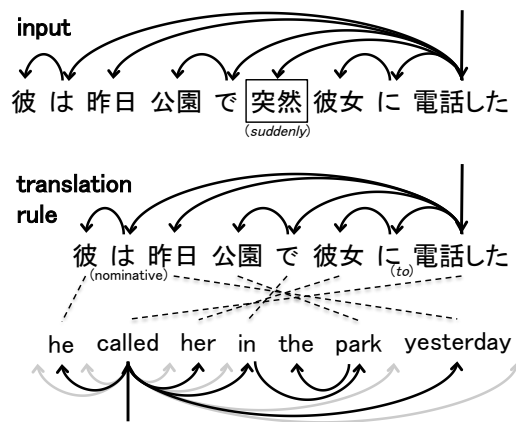 input
彼 は 昨日 公園 で 突然 彼女 に 電話した
(suddenly)
translation
rule
彼 は 昨日 公園 で 彼女 に 電話した
(nominative) (to)
he called her in the park yesterday